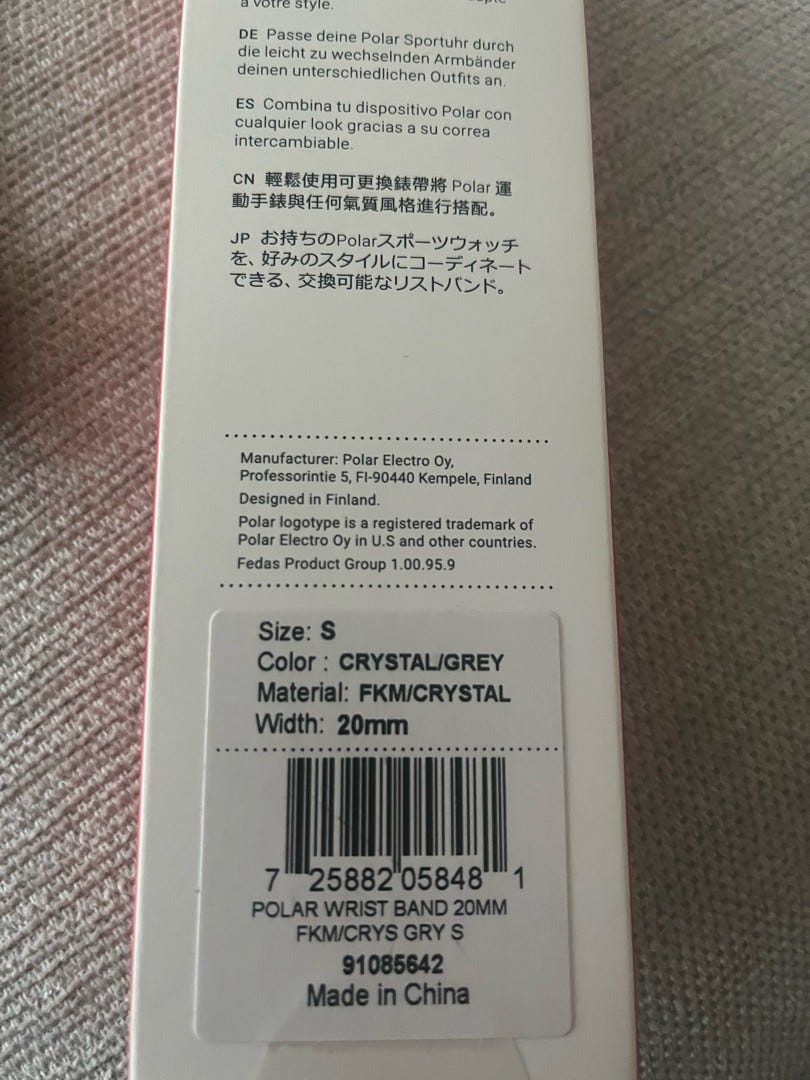 à votre style.
DE Passe deine Polar Sportuhr durch
die leicht zu wechselnden Armbänder
deinen unterschiedlichen Outfits an.
ES Combina tu dispositivo Polar con
cualquier look gracias a su correa
intercambiable.
CN 輕鬆使用可更換錶帶將 Polar 運
動手錶與任何氣質風格進行搭配。
JP お持ちのPolarスポーツウォッチ
を、好みのスタイルにコーディネート
できる、交換可能なリストバンド。
Manufacturer: Polar Electro Oy,
Professorintie 5, FI-90440 Kempele, Finland
Designed in Finland.
Polar logotype is a registered trademark of
Polar Electro Oy in U.S and other countries.
Fedas Product Group 1.00.95.9
Size: S
Color : CRYSTAL/GREY
Material: FKM/CRYSTAL
Width: 20mm
7 25882 05848 1
POLAR WRIST BAND 20MM
FKM/CRYS GRY S
91085642
Made in China